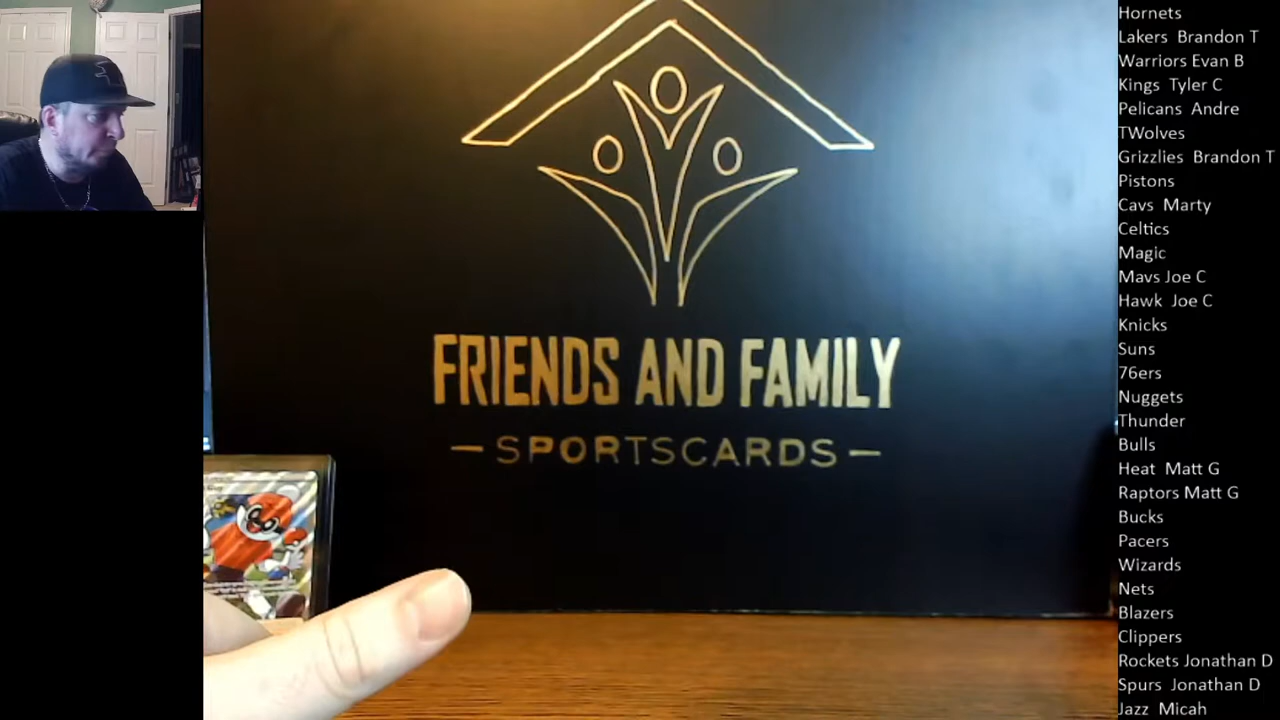 FRIENDS AND FAMILY
— SPORTSCARDS —
Hornets
Lakers Brandon T
Warriors Evan B
Kings Tyler C
Pelicans Andre
TWolves
Grizzlies Brandon T
Pistons
Cavs Marty
Celtics
Magic
Mavs Joe C
Hawk Joe C
Knicks
Suns
76ers
Nuggets
Thunder
Bulls
Heat Matt G
Raptors Matt G
Bucks
Pacers
Wizards
Nets
Blazers
Clippers
Rockets Jonathan D
Spurs Jonathan D
Jazz Micah